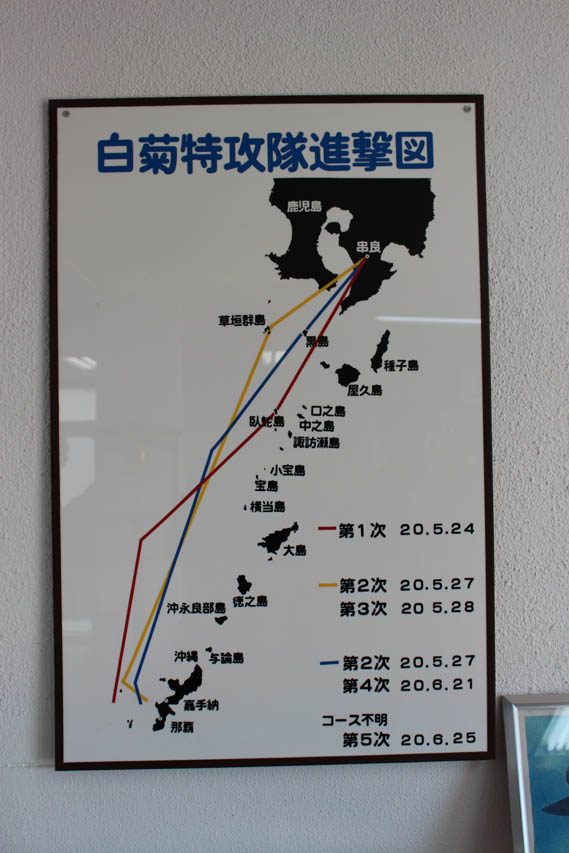 白菊特攻隊進撃図
鹿児島
串良
草垣群島
黒島
種子島
屋久島
口之島
臥蛇島
中之島
諏訪瀬島
小宝島
宝島
横当島
第1次 20.5.24
大島
第2次 20.5.27
徳之島
沖永良部島
第3次 20 5.28
沖縄
与論島
第2次 20.5.27
第4次 20.6.21
嘉手納
コース不明
那覇
第5次 20.6.25